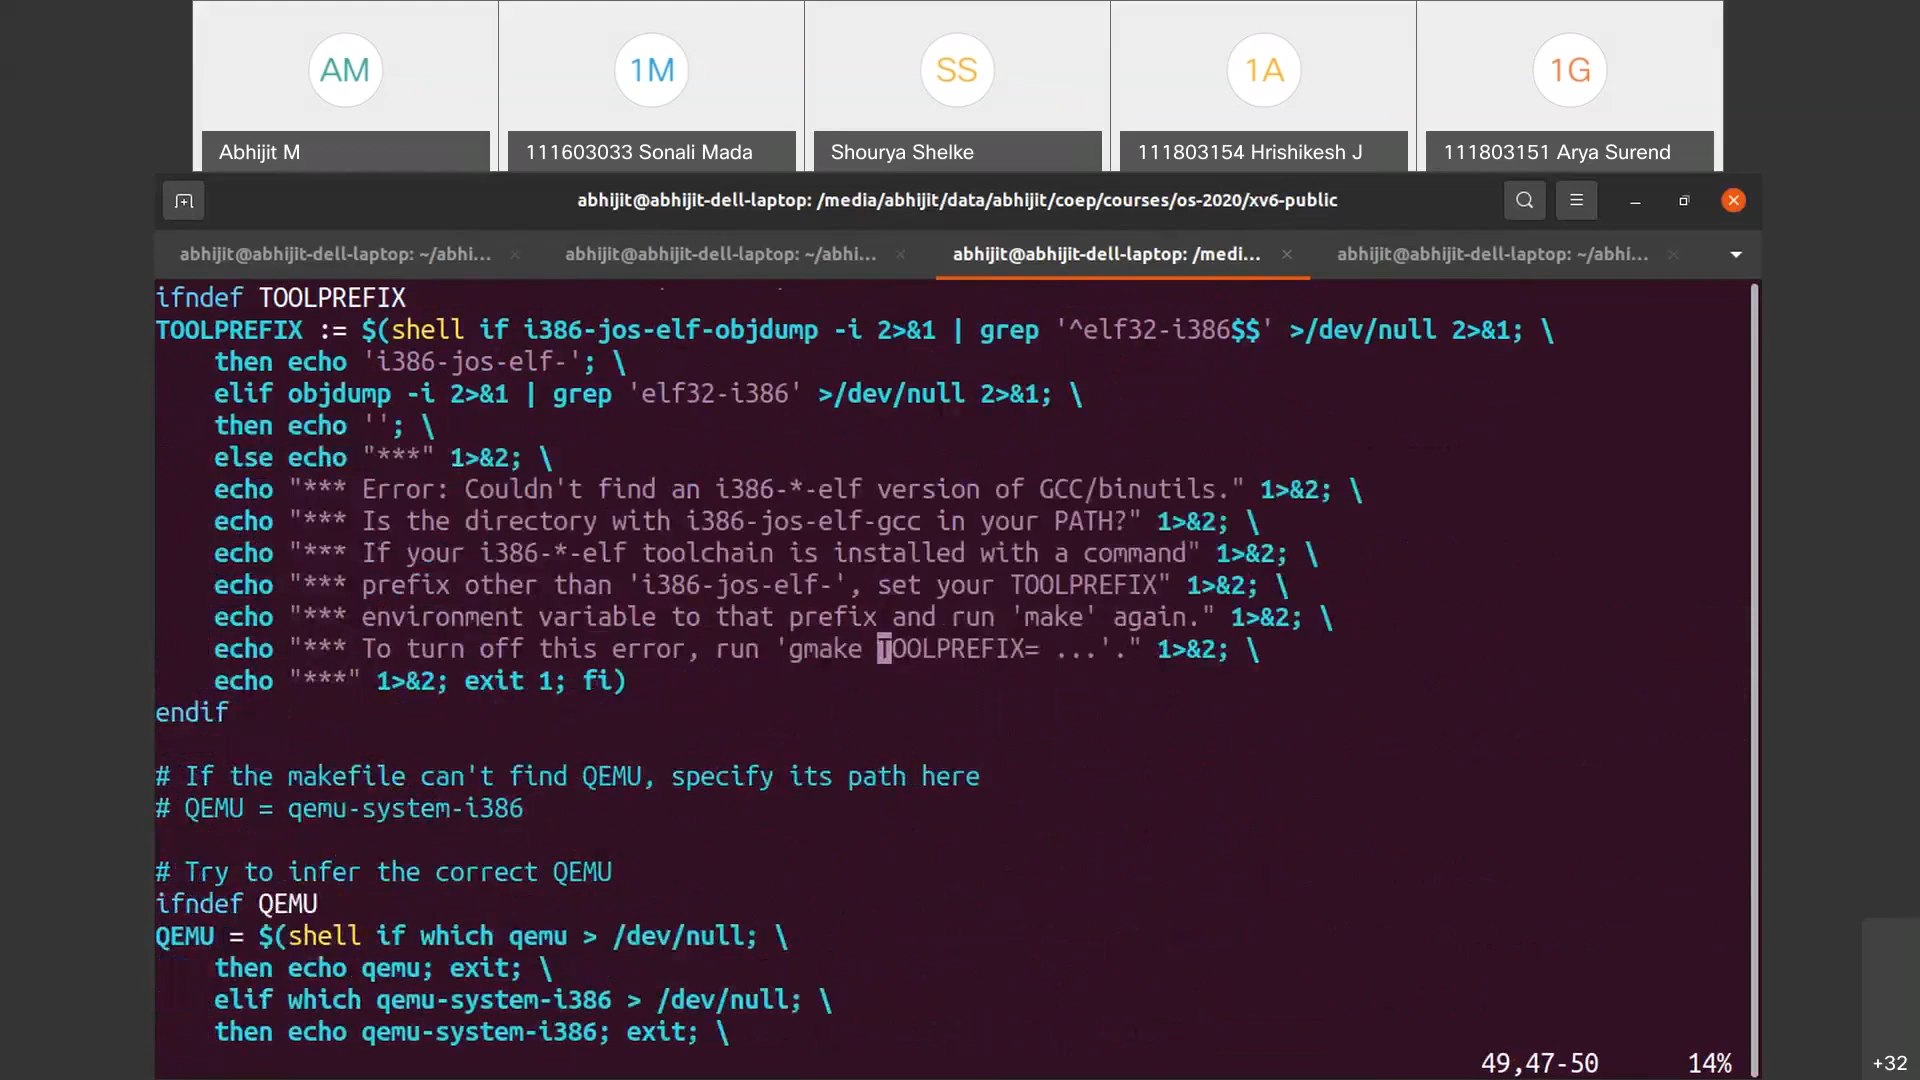 AM
1M
SS
1A
1G
Abhijit M
111603033 Sonali Mada
Shourya Shelke
111803154 Hrishikesh J
111803151 Arya Surend
abhijit@abhijit-dell-laptop: /media/abhijit/data/abhijit/coep/courses/os-2020/xv6-public
abhijit@abhijit-dell-laptop: ~/abhi...
abhijit@abhijit-dell-laptop: ~/abhi...
abhijit@abhijit-dell-laptop: /medi...
abhijit@abhijit-dell-laptop: ~/abhi...
ifndef TOOLPREFIX
TOOLPREFIX := $(shell if i386-jos-elf-objdump -i 2>&1 | grep '^elf32-i386$$' >/dev/null 2>&1; \
then echo 'i386-jos-elf-'; \
elif objdump -i 2>&1 | grep 'elf32-i386' >/dev/null 2>&1; \
then echo ''; \
else echo "***" 1>&2; \
echo "*** Error: Couldn't find an i386-*-elf version of GCC/binutils." 1>&2; \
echo "*** Is the directory with i386-jos-elf-gcc in your PATH?" 1>&2; \
echo "*** If your i386-*-elf toolchain is installed with a command" 1>&2; \
echo "*** prefix other than 'i386-jos-elf-', set your TOOLPREFIX" 1>&2; \
echo "*** environment variable to that prefix and run 'make' again." 1>&2; \
echo "*** To turn off this error, run 'gmake TOOLPREFIX= ...'." 1>&2; \
echo "***" 1>&2; exit 1; fi)
endif
# If the makefile can't find QEMU, specify its path here
# QEMU = qemu-system-i386
# Try to infer the correct QEMU
ifndef QEMU
QEMU = $(shell if which qemu > /dev/null; \
then echo qemu; exit; \
elif which qemu-system-i386 > /dev/null; \
then echo qemu-system-i386; exit; \
49,47-50 14%
+32